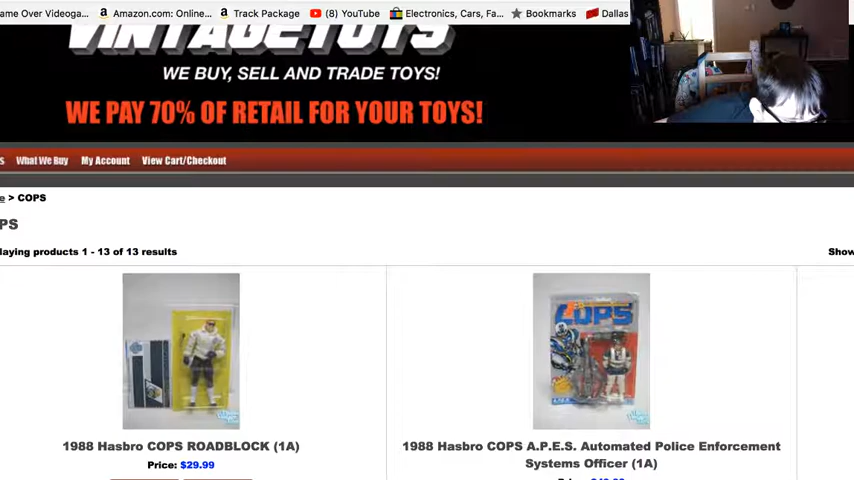 ame Over Videoga... Amazon.com: Online... Track Package (8) YouTube Electronics, Cars, Fa... Bookmarks Dallas
VINTAGETOYS
WE BUY, SELL AND TRADE TOYS!
WE PAY 70% OF RETAIL FOR YOUR TOYS!
s What We Buy My Account View Cart/Checkout
e > COPS
PS
laying products 1 - 13 of 13 results
Show
COPS
1988 Hasbro COPS ROADBLOCK (1A)
Price: $29.99
1988 Hasbro COPS A.P.E.S. Automated Police Enforcement
Systems Officer (1A)